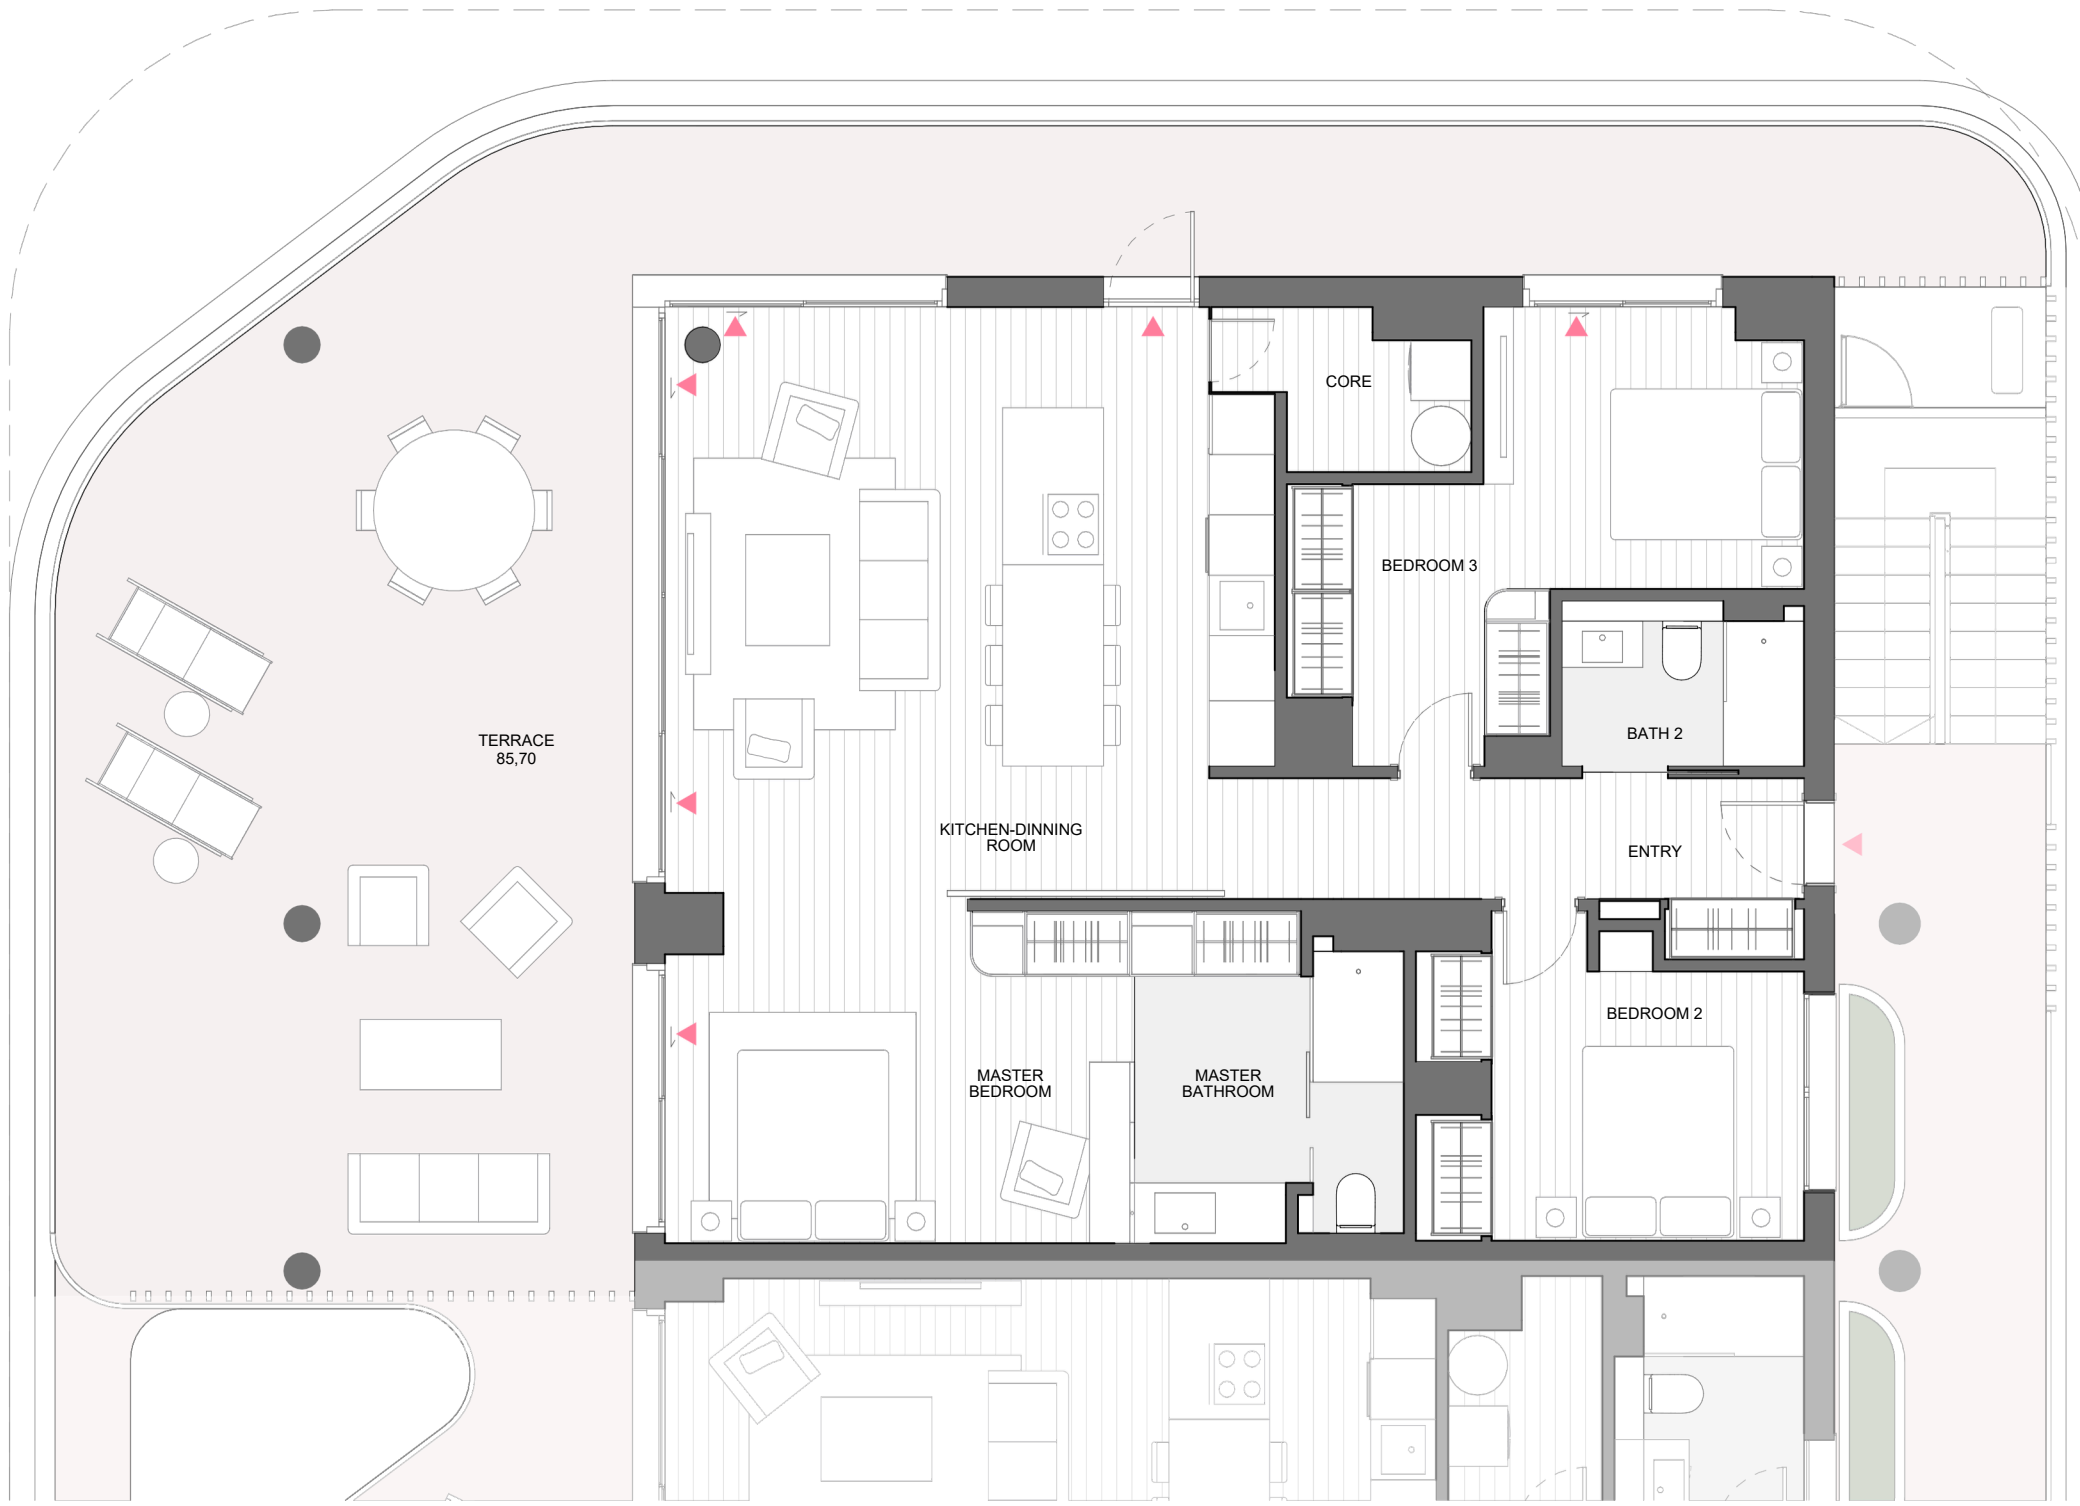 CORE
BEDROOM 3
TERRACE
85,70
BATH 2
KITCHEN-DINNING
ROOM
ENTRY
BEDROOM 2
MASTER
BEDROOM
MASTER
BATHROOM